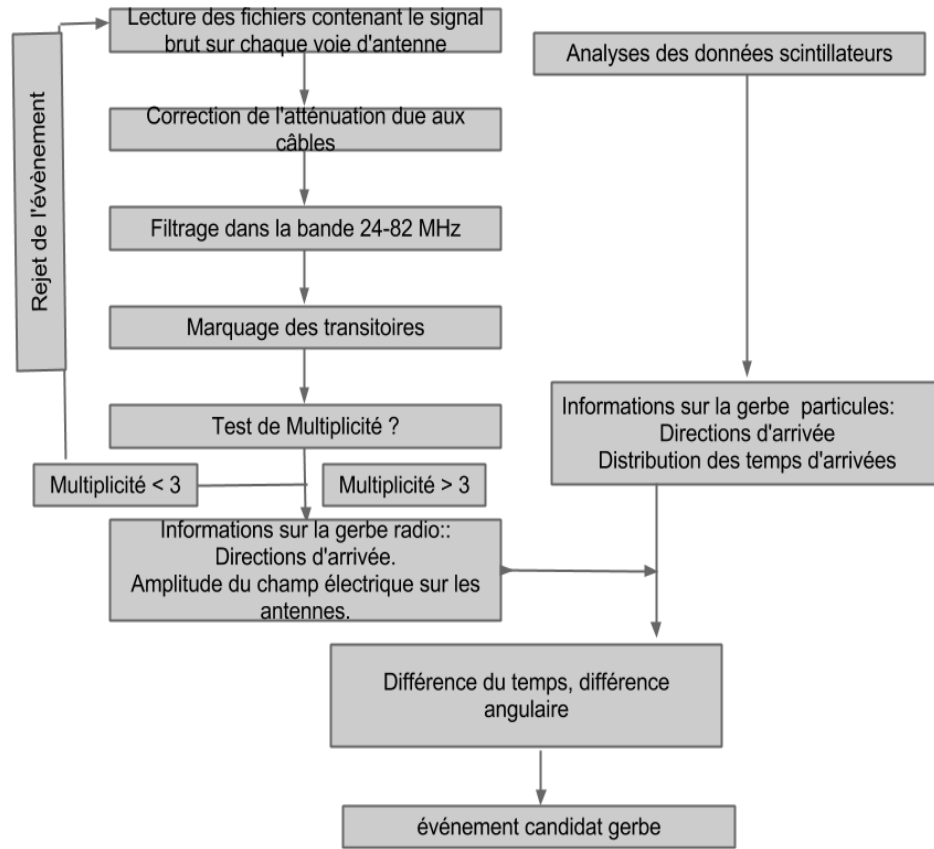 Lecture des fichiers contenant le signal
brut sur chaque voie d'antenne
Analyses des données scintillateurs
Rejet de l'évènement
Correction de l'atténuation due aux
câbles
Filtrage dans la bande 24-82 MHz
Marquage des transitoires
Test de Multiplicité ?
Informations sur la gerbe particules:
Directions d'arrivée
Distribution des temps d'arrivées
Multiplicité < 3
Multiplicité > 3
Informations sur la gerbe radio::
Directions d'arrivée.
Amplitude du champ électrique sur les
antennes.
Différence du temps, différence
angulaire
événement candidat gerbe